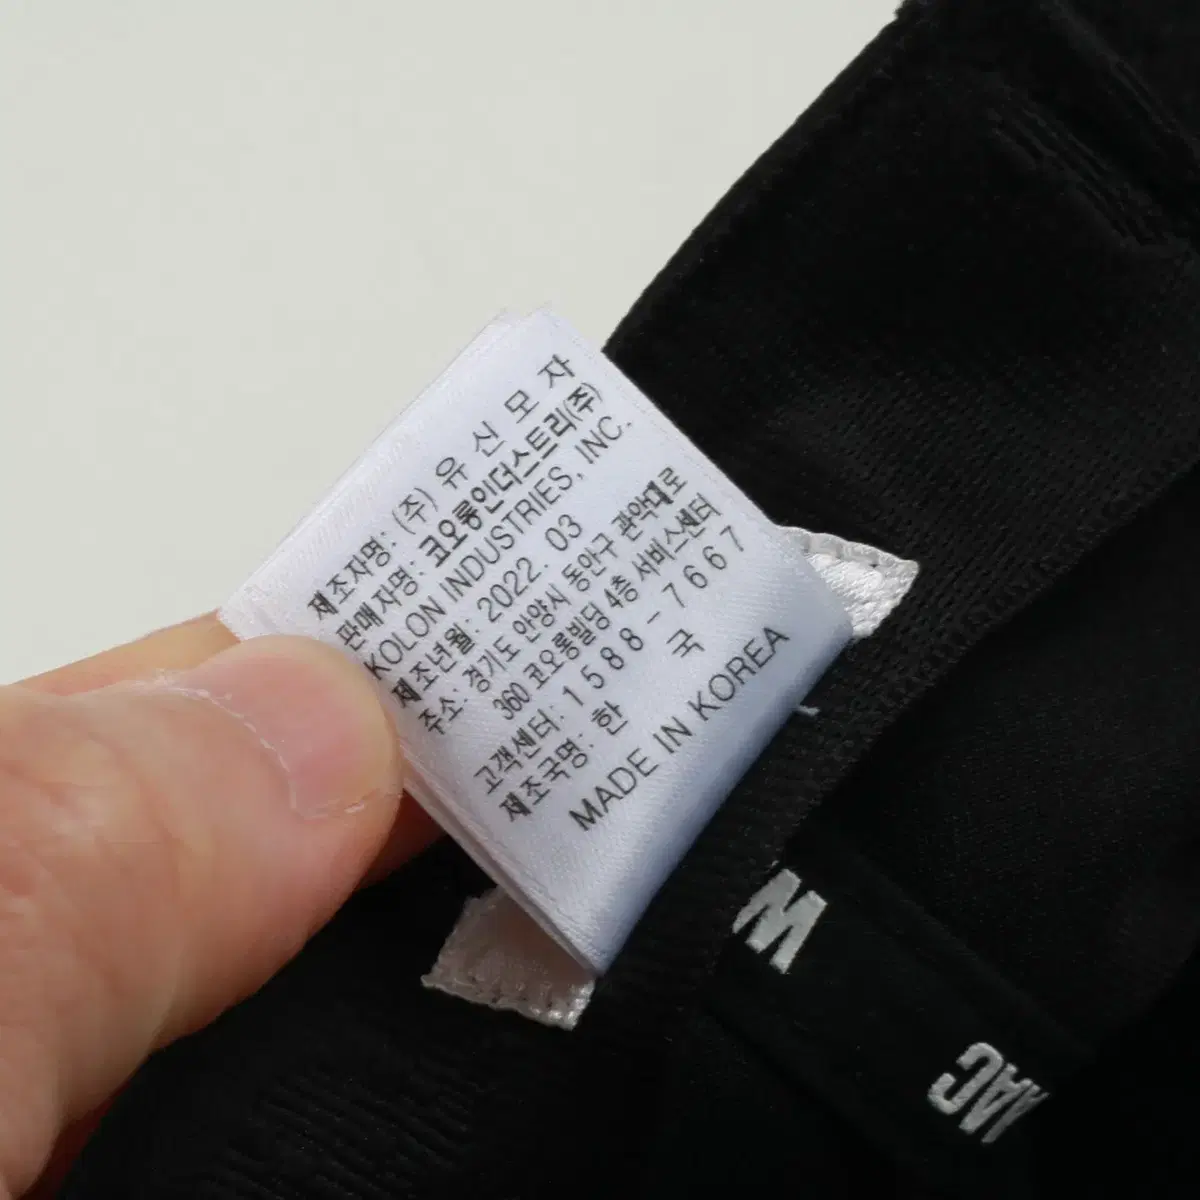 제조자명: (주) 유 신 모 자
판매자명: 코오롱인더스트리(주)
KOLON INDUSTRIES, INC.
제조년월: 2022. 03
주소: 경기도 안양시 동안구 관악대로
360 코오롱빌딩 4층 서비스센터
고객센터: 1588-7667
제조국명: 한 국
MADE IN KOREA
W
AAC